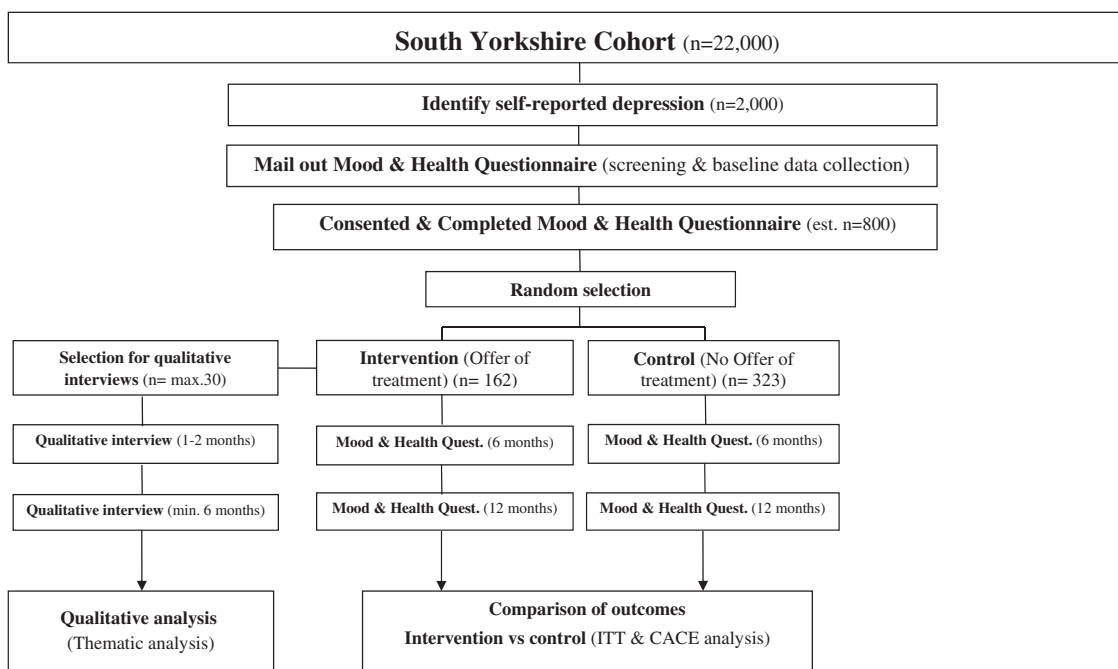 South Yorkshire Cohort (n=22,000)
Identify self-reported depression (n=2,000)
Mail out Mood & Health Questionnaire (screening & baseline data collection)
Consented & Completed Mood & Health Questionnaire (est. n=800)
Random selection
Selection for qualitative
interviews (n= max.30)
Intervention (Offer of
treatment) (n= 162)
Control (No Offer of
treatment) (n= 323)
Qualitative interview (1-2 months)
Mood & Health Quest. (6 months)
Mood & Health Quest. (6 months)
Qualitative interview (min. 6 months)
Mood & Health Quest. (12 months)
Mood & Health Quest. (12 months)
Qualitative analysis
(Thematic analysis)
Comparison of outcomes
Intervention vs control (ITT & CACE analysis)